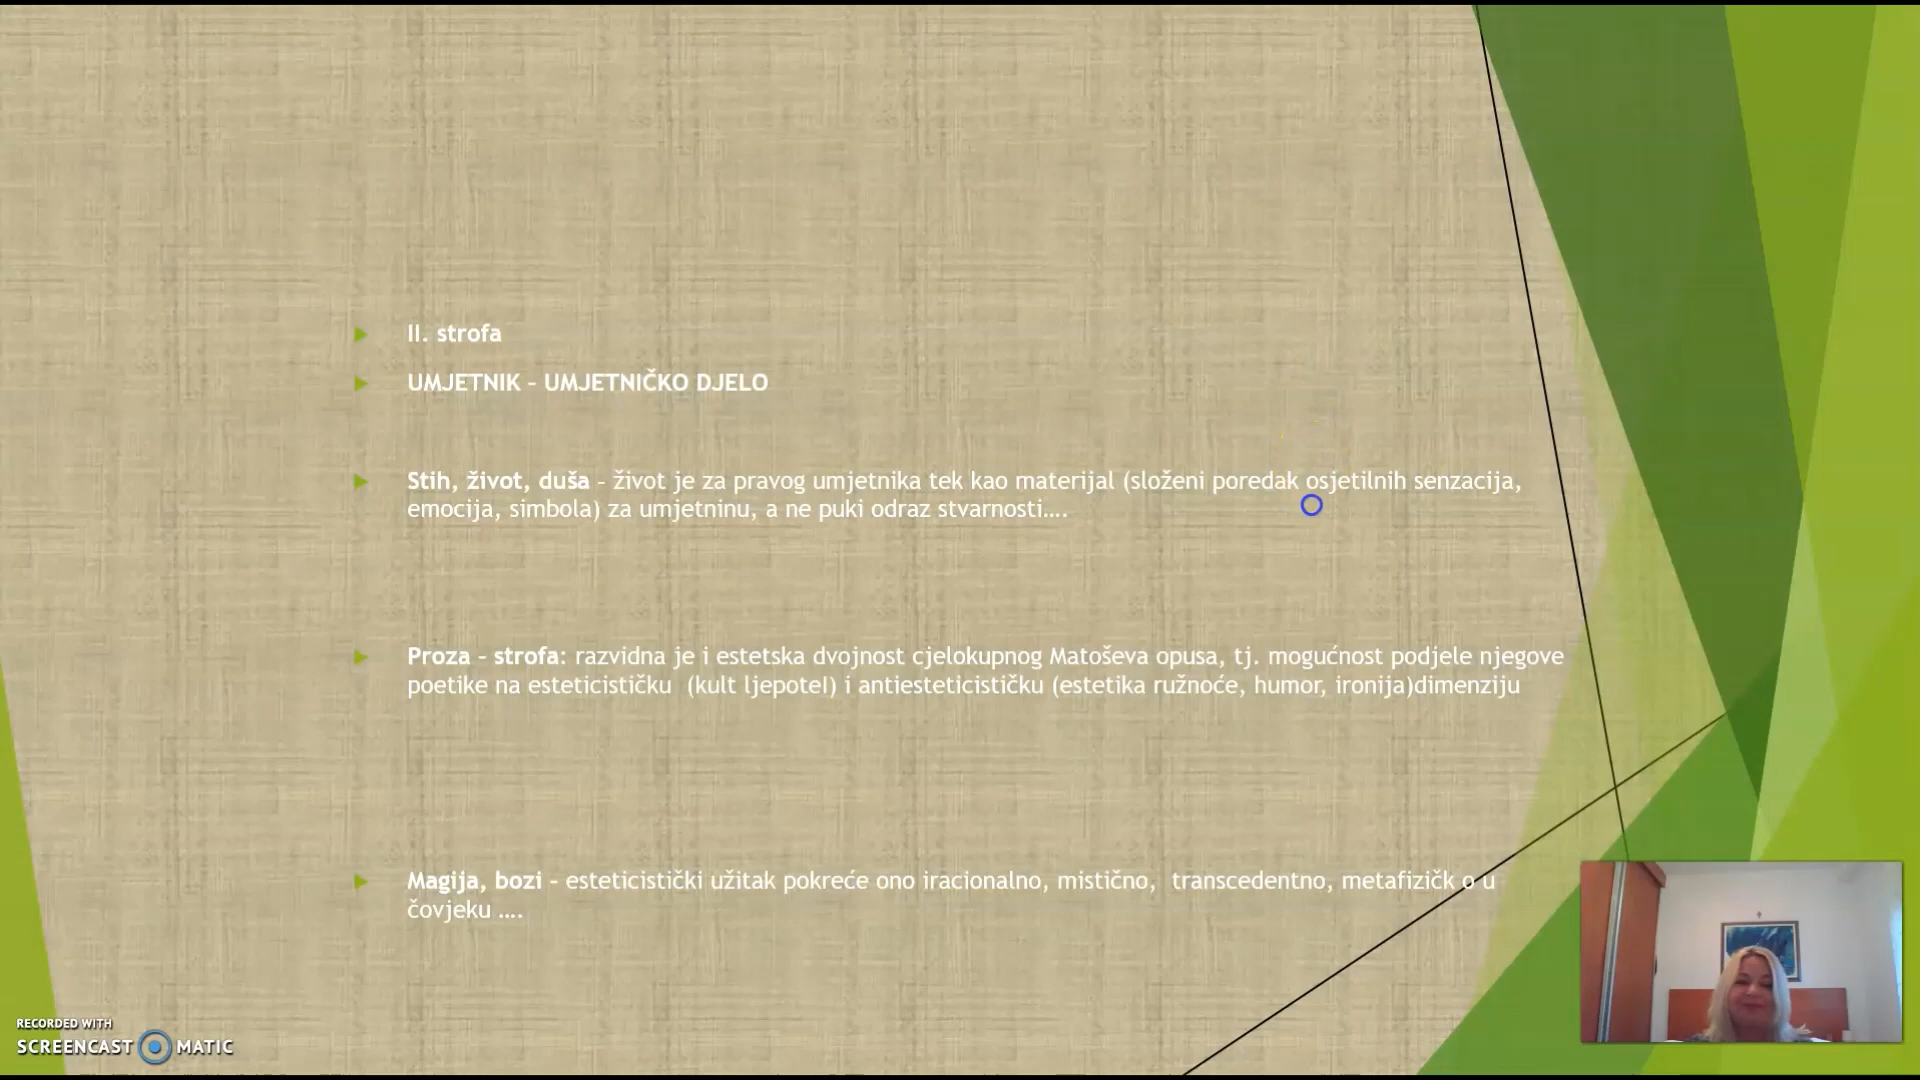 II. strofa
UMJETNIK – UMJETNIČKO DJELO
Stih, život, duša – život je za pravog umjetnika tek kao materijal (složeni poredak osjetilnih senzacija,
emocija, simbola) za umjetninu, a ne puki odraz stvarnosti….
Proza – strofa: razvidna je i estetska dvojnost cjelokupnog Matoševa opusa, tj. mogućnost podjele njegove
poetike na esteticističku (kult ljepoteI) i antiesteticističku (estetika ružnoće, humor, ironija)dimenziju
Magija, bozi – esteticistički užitak pokreće ono iracionalno, mistično, transcedentno, metafizičk o u
čovjeku ….
RECORDED WITH
SCREENCAST MATIC